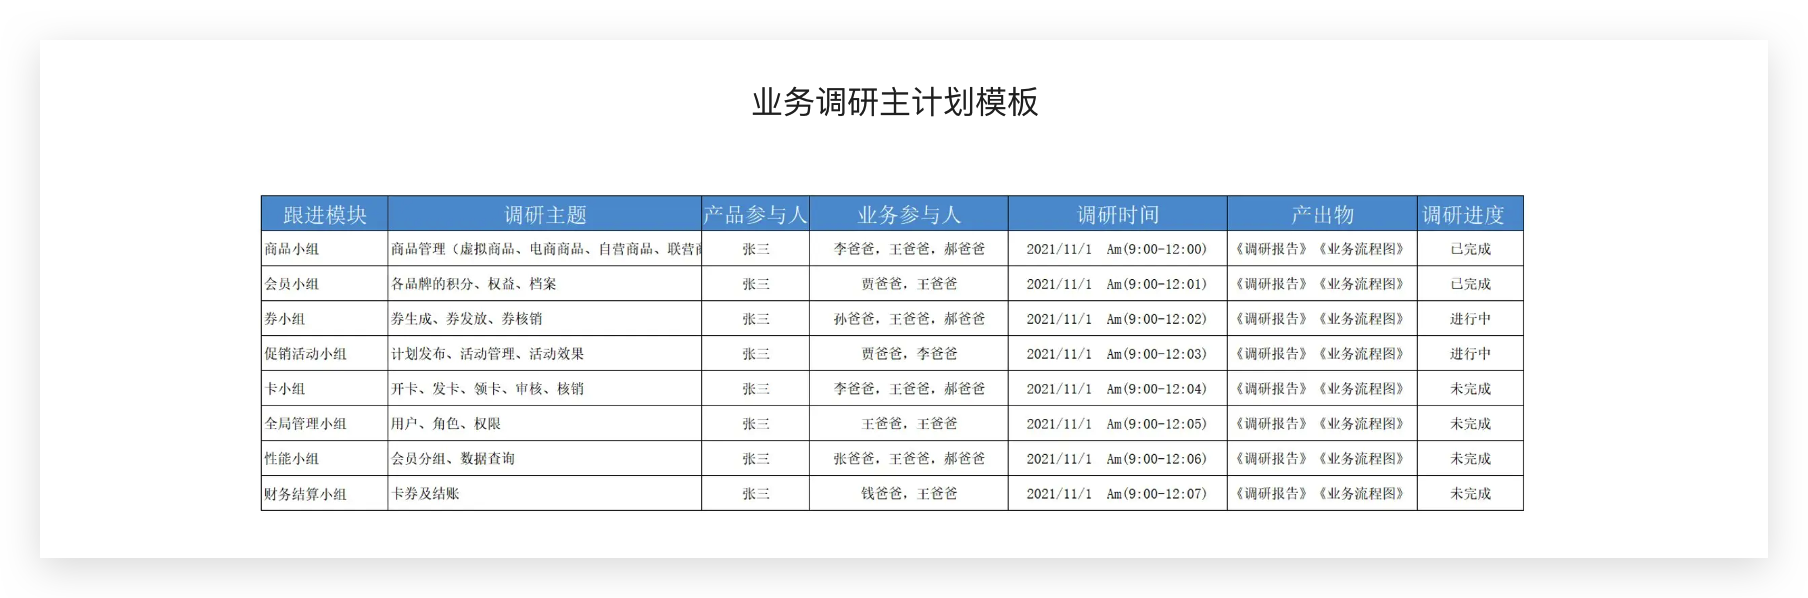 业务调研主计划模板
跟进模块 调研主题 产品参与人 业务参与人 调研时间 产出物 调研进度
商品小组 商品管理（虚拟商品、电商商品、自营商品、联营商 张三 李爸爸，王爸爸，郝爸爸 2021/11/1 Am(9:00-12:00) 《调研报告》《业务流程图》 已完成
会员小组 各品牌的积分、权益、档案 张三 贾爸爸，王爸爸 2021/11/1 Am(9:00-12:01) 《调研报告》《业务流程图》 已完成
券小组 券生成、券发放、券核销 张三 孙爸爸，王爸爸，郝爸爸 2021/11/1 Am(9:00-12:02) 《调研报告》《业务流程图》 进行中
促销活动小组 计划发布、活动管理、活动效果 张三 贾爸爸，李爸爸 2021/11/1 Am(9:00-12:03) 《调研报告》《业务流程图》 进行中
卡小组 开卡、发卡、领卡、审核、核销 张三 李爸爸，王爸爸，郝爸爸 2021/11/1 Am(9:00-12:04) 《调研报告》《业务流程图》 未完成
全局管理小组 用户、角色、权限 张三 王爸爸，王爸爸 2021/11/1 Am(9:00-12:05) 《调研报告》《业务流程图》 未完成
性能小组 会员分组、数据查询 张三 张爸爸，王爸爸，郝爸爸 2021/11/1 Am(9:00-12:06) 《调研报告》《业务流程图》 未完成
财务结算小组 卡券及结账 张三 钱爸爸，王爸爸 2021/11/1 Am(9:00-12:07) 《调研报告》《业务流程图》 未完成